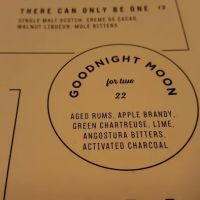 THERE CAN ONLY BE ONE 13
SINGLE MALT SCOTCH, CREME DE CACAO,
WALNUT LIQUEUR, MOLE BITTERS
GOODNIGHT MOON
for two
22
AGED RUMS, APPLE BRANDY,
GREEN CHARTREUSE, LIME,
ANGOSTURA BITTERS,
ACTIVATED CHARCOAL